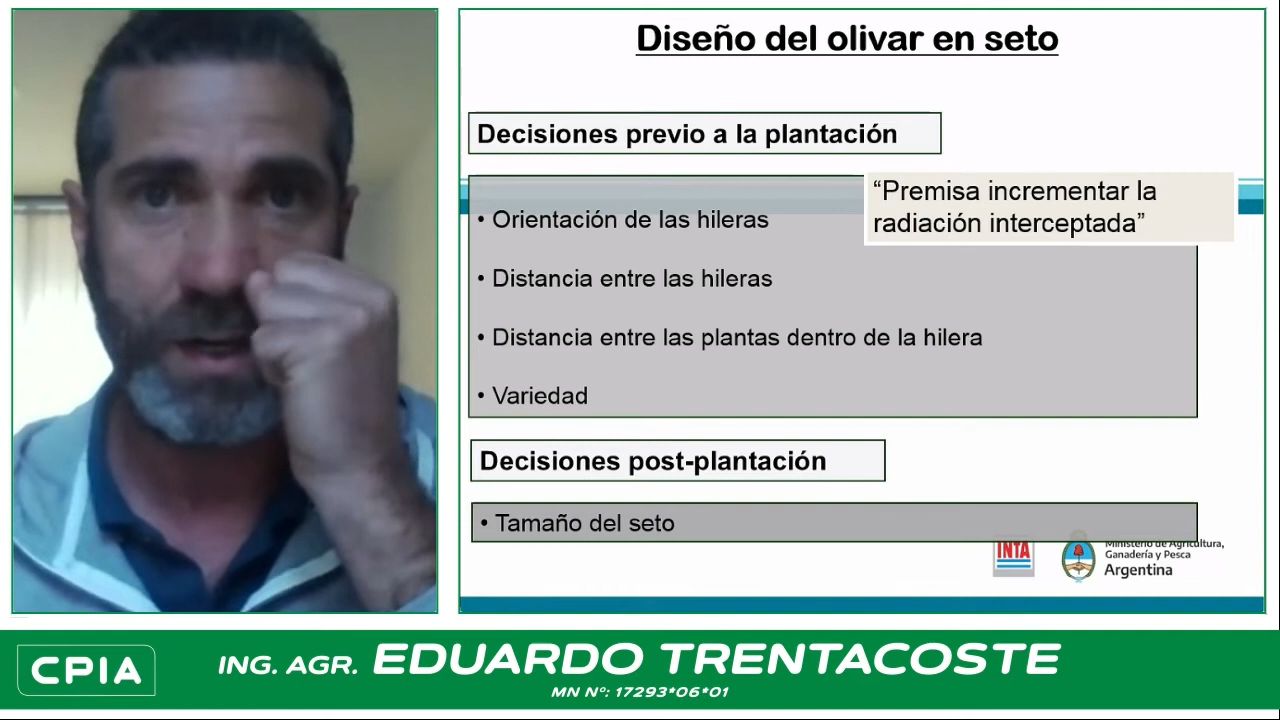 Diseño del olivar en seto
Decisiones previo a la plantación
“Premisa incrementar la
radiación interceptada”
• Orientación de las hileras
• Distancia entre las hileras
• Distancia entre las plantas dentro de la hilera
• Variedad
Decisiones post-plantación
• Tamaño del seto
INTA
Ministerio de Agricultura,
Ganadería y Pesca
Argentina
CPIA
ING. AGR. EDUARDO TRENTACOSTE
MN Nº: 17293*06*01